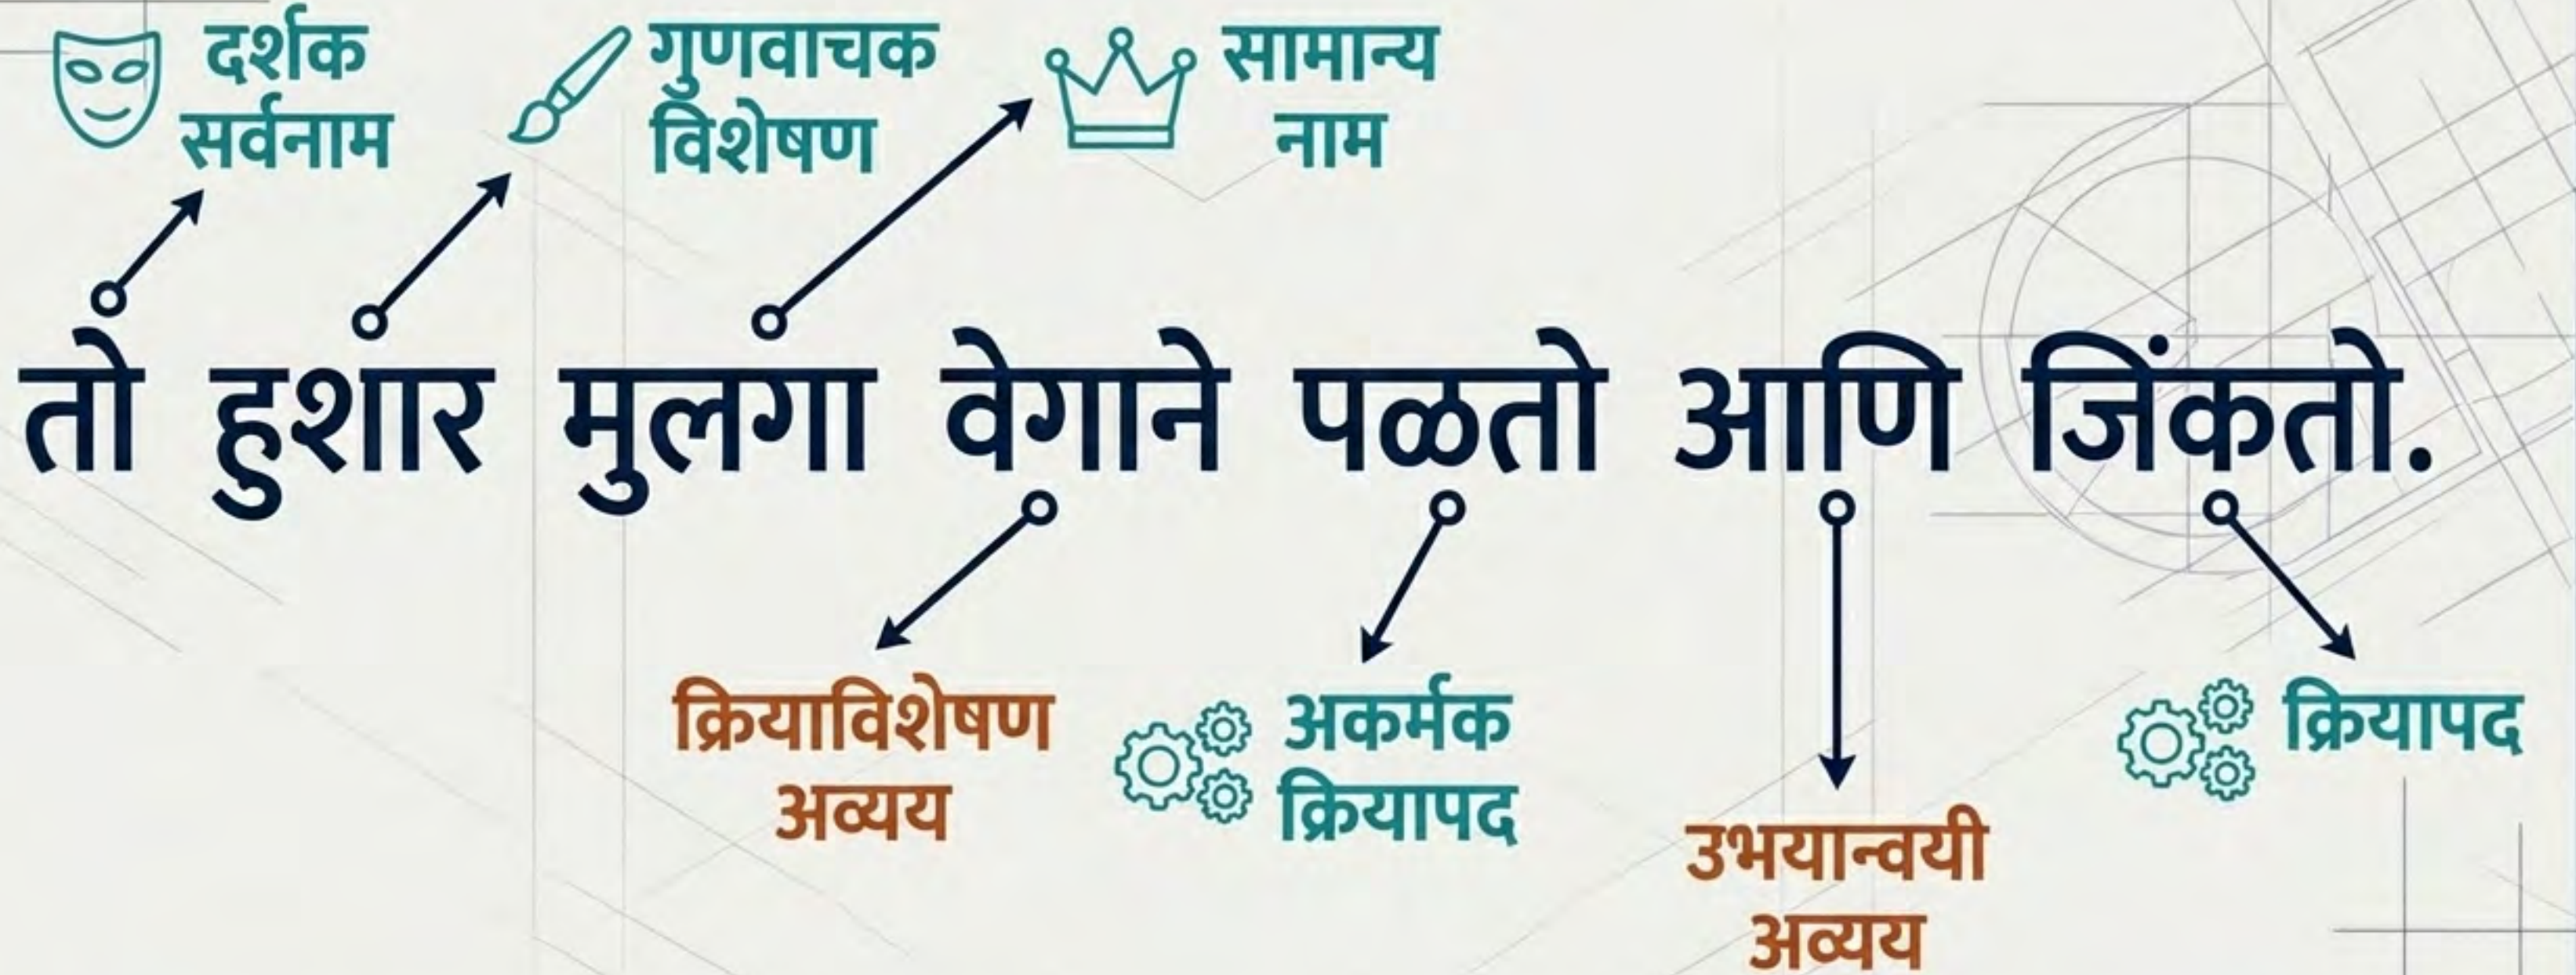 दर्शक
सर्वनाम
गुणवाचक
विशेषण
सामान्य
नाम
तो हुशार मुलगा वेगाने पळतो आणि जिंकतो.
क्रियाविशेषण
अव्यय
अकर्मक
क्रियापद
उभयान्वयी
अव्यय
क्रियापद